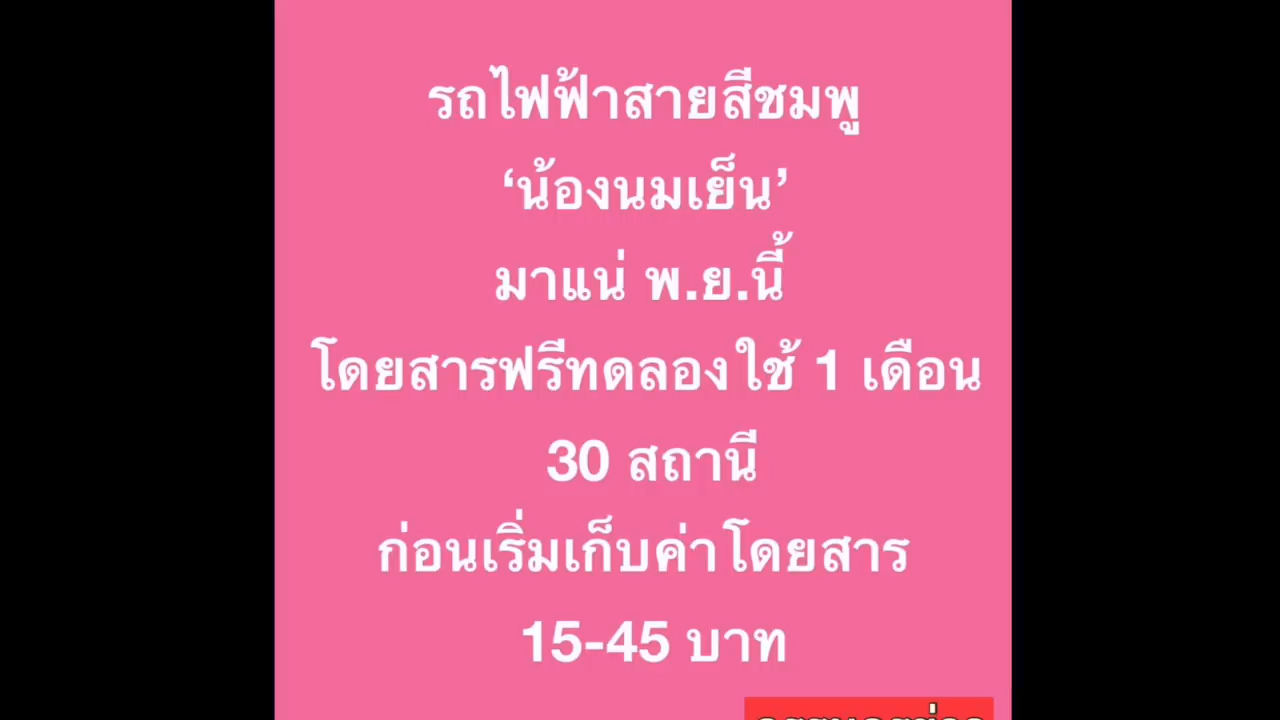 รถไฟฟ้าสายสีชมพู
‘น้องนมเย็น’
มาแน่ พ.ย.นี้
โดยสารฟรีทดลองใช้ 1 เดือน
30 สถานี
ก่อนเริ่มเก็บค่าโดยสาร
15-45 บาท